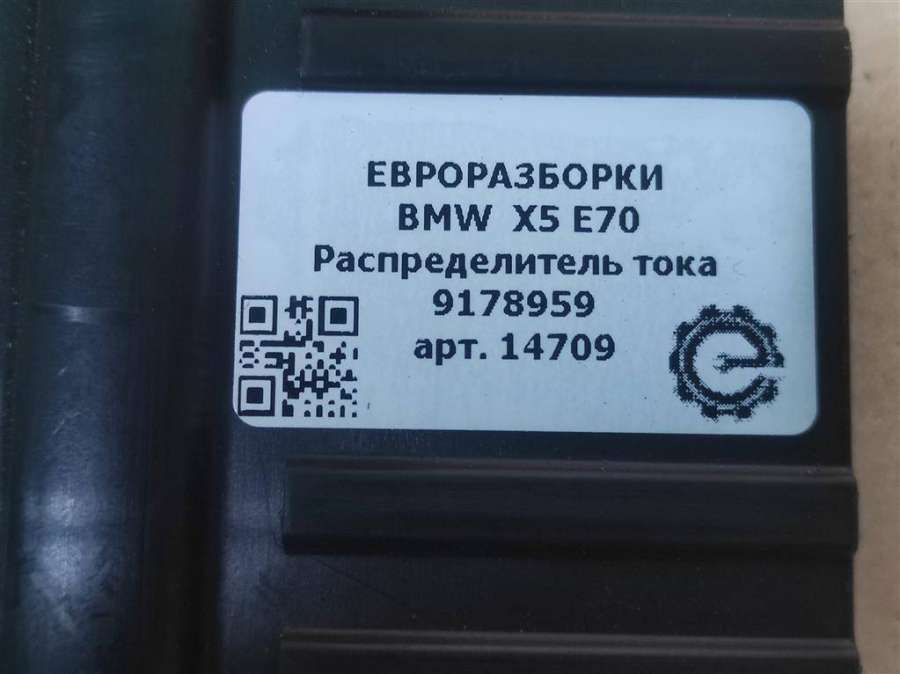 ЕВРОРАЗБОРКИ
BMW X5 E70
Распределитель тока
9178959
арт. 14709